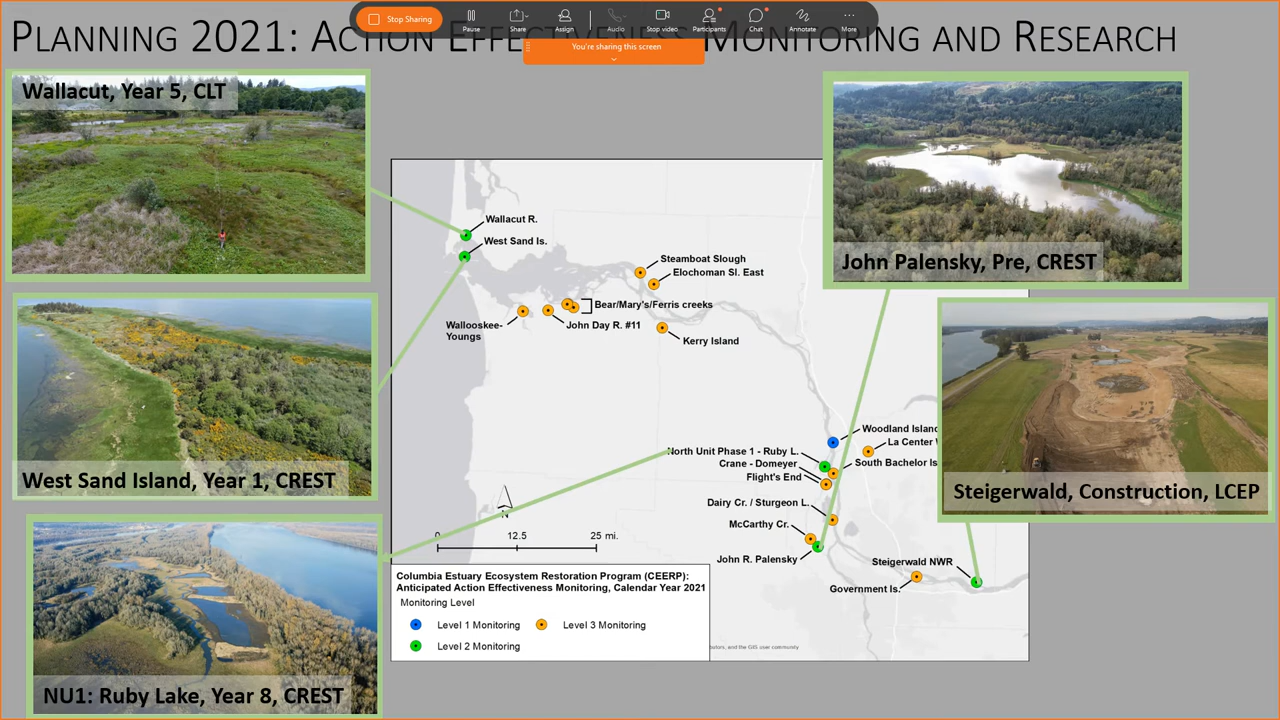 Stop Sharing
Pause
Share
Assign
Audio
Stop video
Participants
Chat
Annotate
More
You're sharing this screen
PLANNING 2021: ACTION EFFECTIVENESS MONITORING AND RESEARCH
Wallacut, Year 5, CLT
West Sand Island, Year 1, CREST
NU1: Ruby Lake, Year 8, CREST
John Palensky, Pre, CREST
Steigerwald, Construction, LCEP
Wallacut R.
West Sand Is.
Steamboat Slough
Elochoman Sl. East
Bear/Mary's/Ferris creeks
Wallooskee-
Youngs
John Day R. #11
Kerry Island
Woodland Island
La Center
North Unit Phase 1 - Ruby L.
Crane - Domeyer
South Bachelor Is
Flight's End
Dairy Cr. / Sturgeon L.
McCarthy Cr.
John R. Palensky
Steigerwald NWR
Government Is.
N
0 12.5 25 mi.
Columbia Estuary Ecosystem Restoration Program (CEERP):
Anticipated Action Effectiveness Monitoring, Calendar Year 2021
Monitoring Level
Level 1 Monitoring
Level 3 Monitoring
Level 2 Monitoring
and the GIS user community